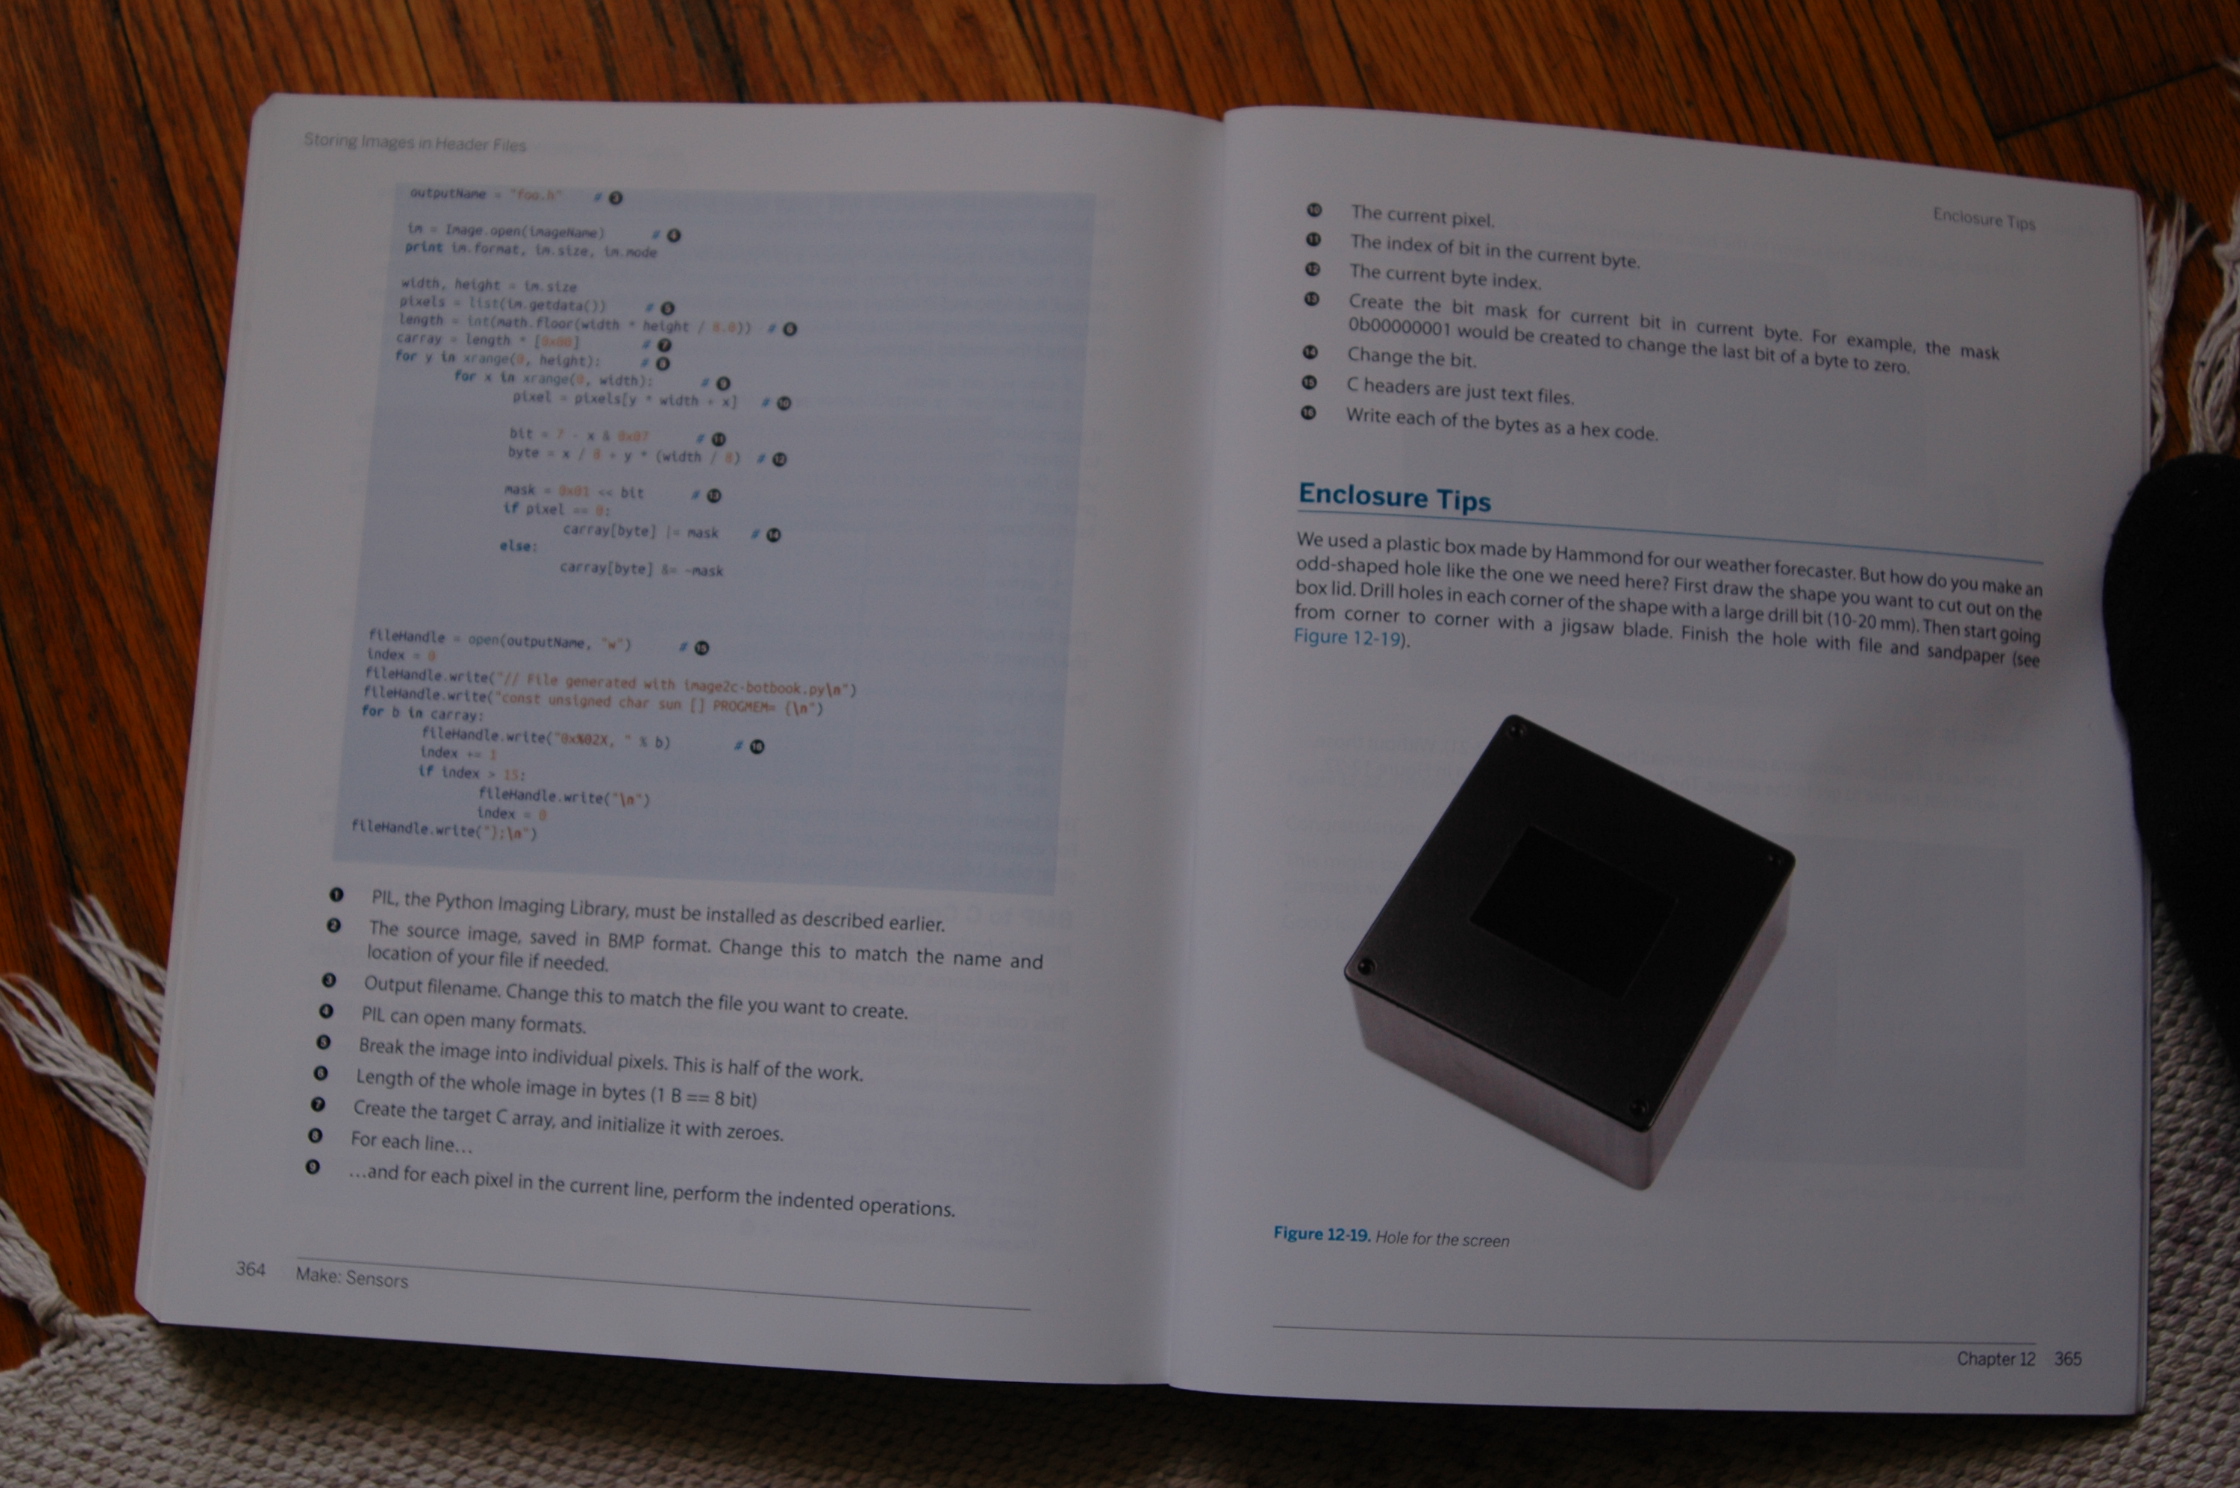 Storing Images in Header Files
outputName = "foo.h" # 3
im = Image.open(imageName) # 4
print im.format, im.size, im.mode
width, height = im.size
pixels = list(im.getdata()) # 5
length = int(math.floor(width * height / 8.0)) # 6
carray = length * [0x00] # 7
for y in xrange(0, height): # 8
for x in xrange(0, width): # 9
pixel = pixels[y * width + x] # 10
bit = 7 - x & 0x07 # 11
byte = x / 8 + y * (width / 8) # 12
mask = 0x01 << bit # 13
if pixel == 0:
carray[byte] |= mask # 14
else:
carray[byte] &= ~mask
fileHandle = open(outputName, "w") # 15
index = 0
fileHandle.write("// File generated with image2c-botbook.py\n")
fileHandle.write("const unsigned char sun [] PROGMEM= {\n")
for b in carray:
fileHandle.write("0x%02X, " % b) # 16
index += 1
if index > 15:
fileHandle.write("\n")
index = 0
fileHandle.write("};\n")
1 PIL, the Python Imaging Library, must be installed as described earlier.
2 The source image, saved in BMP format. Change this to match the name and
location of your file if needed.
3 Output filename. Change this to match the file you want to create.
4 PIL can open many formats.
5 Break the image into individual pixels. This is half of the work.
6 Length of the whole image in bytes (1 B == 8 bit)
7 Create the target C array, and initialize it with zeroes.
8 For each line...
9 ...and for each pixel in the current line, perform the indented operations.
364 Make: Sensors
Enclosure Tips
10 The current pixel.
11 The index of bit in the current byte.
12 The current byte index.
13 Create the bit mask for current bit in current byte. For example, the mask
0b00000001 would be created to change the last bit of a byte to zero.
14 Change the bit.
15 C headers are just text files.
16 Write each of the bytes as a hex code.
Enclosure Tips
We used a plastic box made by Hammond for our weather forecaster. But how do you make an
odd-shaped hole like the one we need here? First draw the shape you want to cut out on the
box lid. Drill holes in each corner of the shape with a large drill bit (10-20 mm). Then start going
from corner to corner with a jigsaw blade. Finish the hole with file and sandpaper (see
Figure 12-19).
Figure 12-19. Hole for the screen
Chapter 12 365